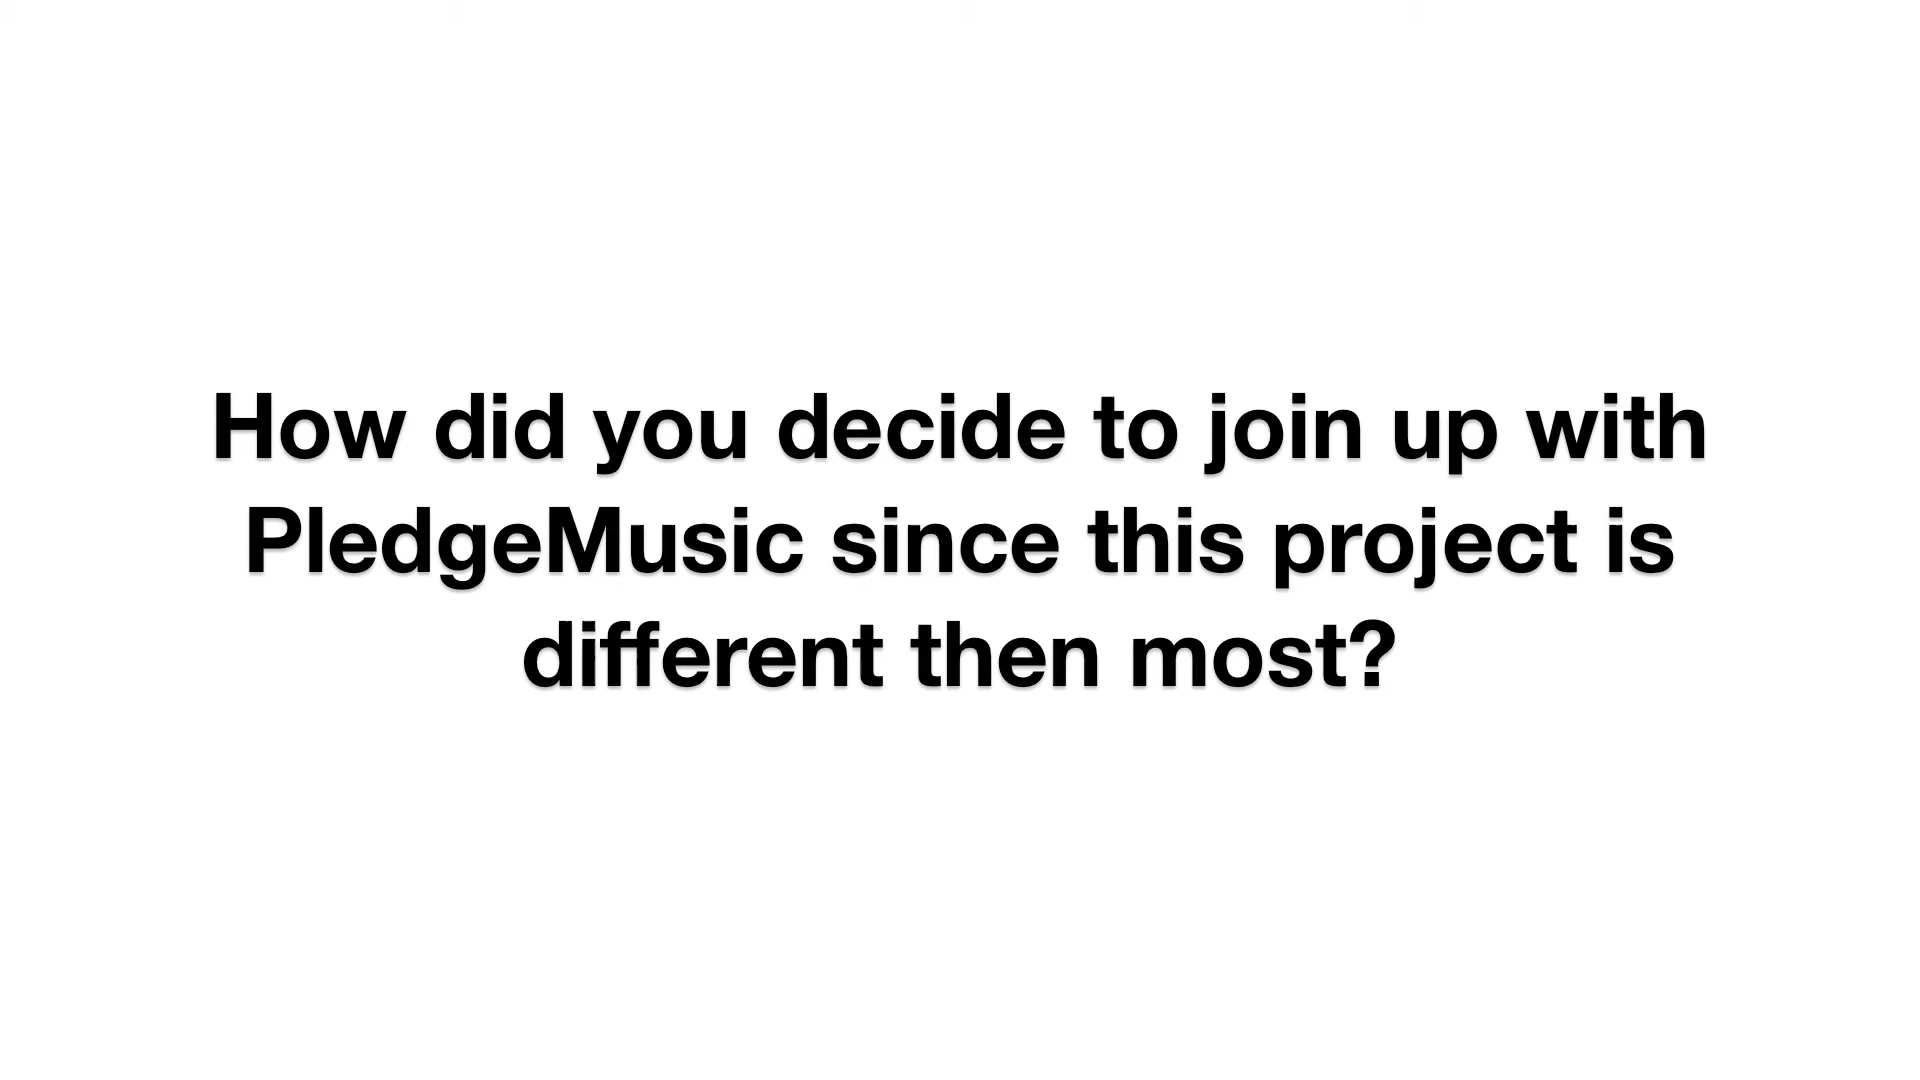 How did you decide to join up with
PledgeMusic since this project is
different then most?